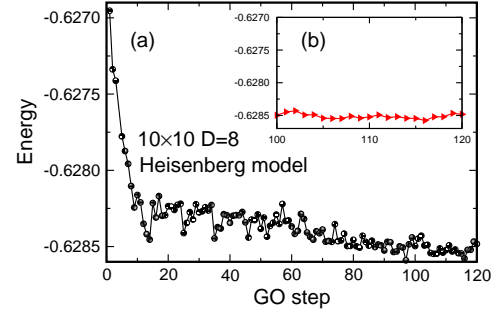 -0.6270
-0.6275
-0.6280
-0.6285
Energy
(a)
10×10 D=8
Heisenberg model
0 20 40 60 80 100 120
GO step
(b)
-0.6270
-0.6275
-0.6280
-0.6285
100 110 120